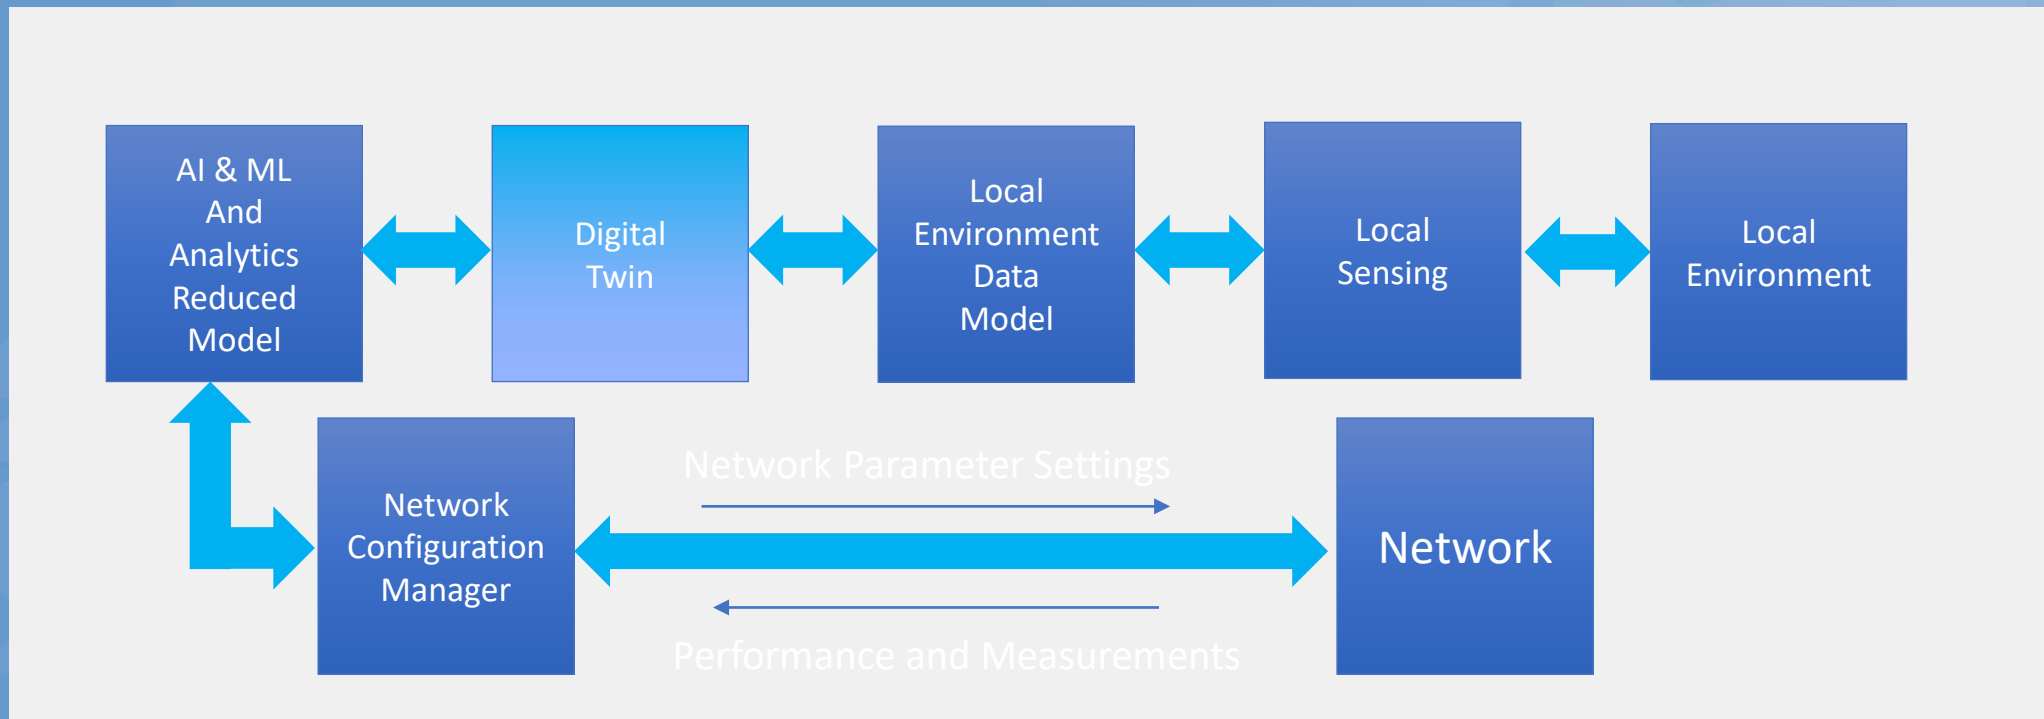 AI & ML
And
Analytics
Reduced
Model
Digital
Twin
Local
Environment
Data
Model
Local
Sensing
Local
Environment
Network
Configuration
Manager
Network Parameter Settings
Performance and Measurements
Network